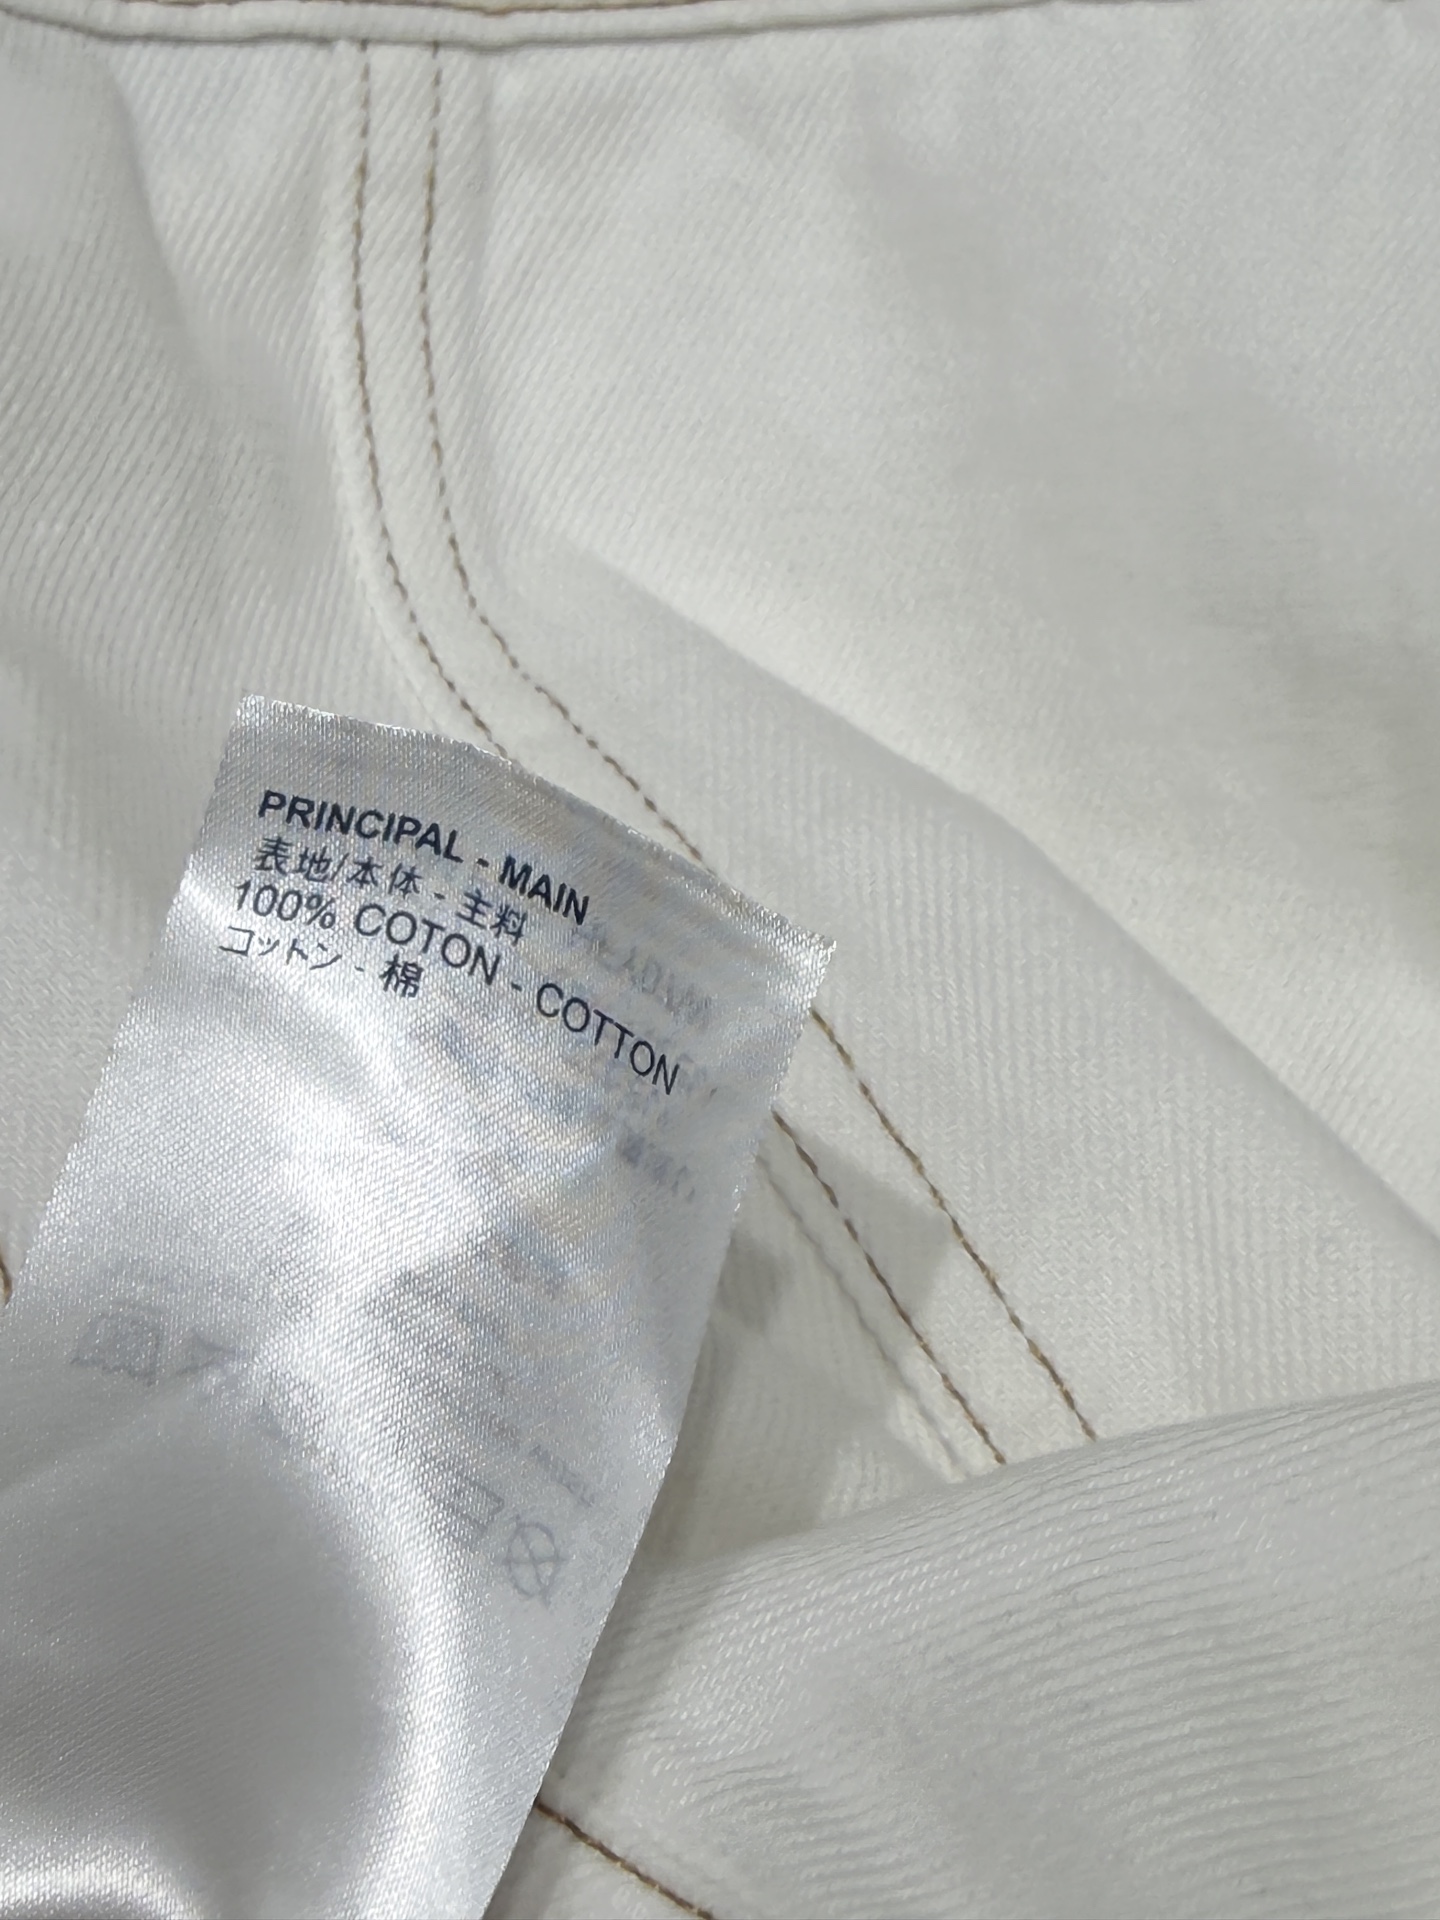 PRINCIPAL - MAIN
表地/本体 - 主料
100% COTON - COTTON
コットン - 棉